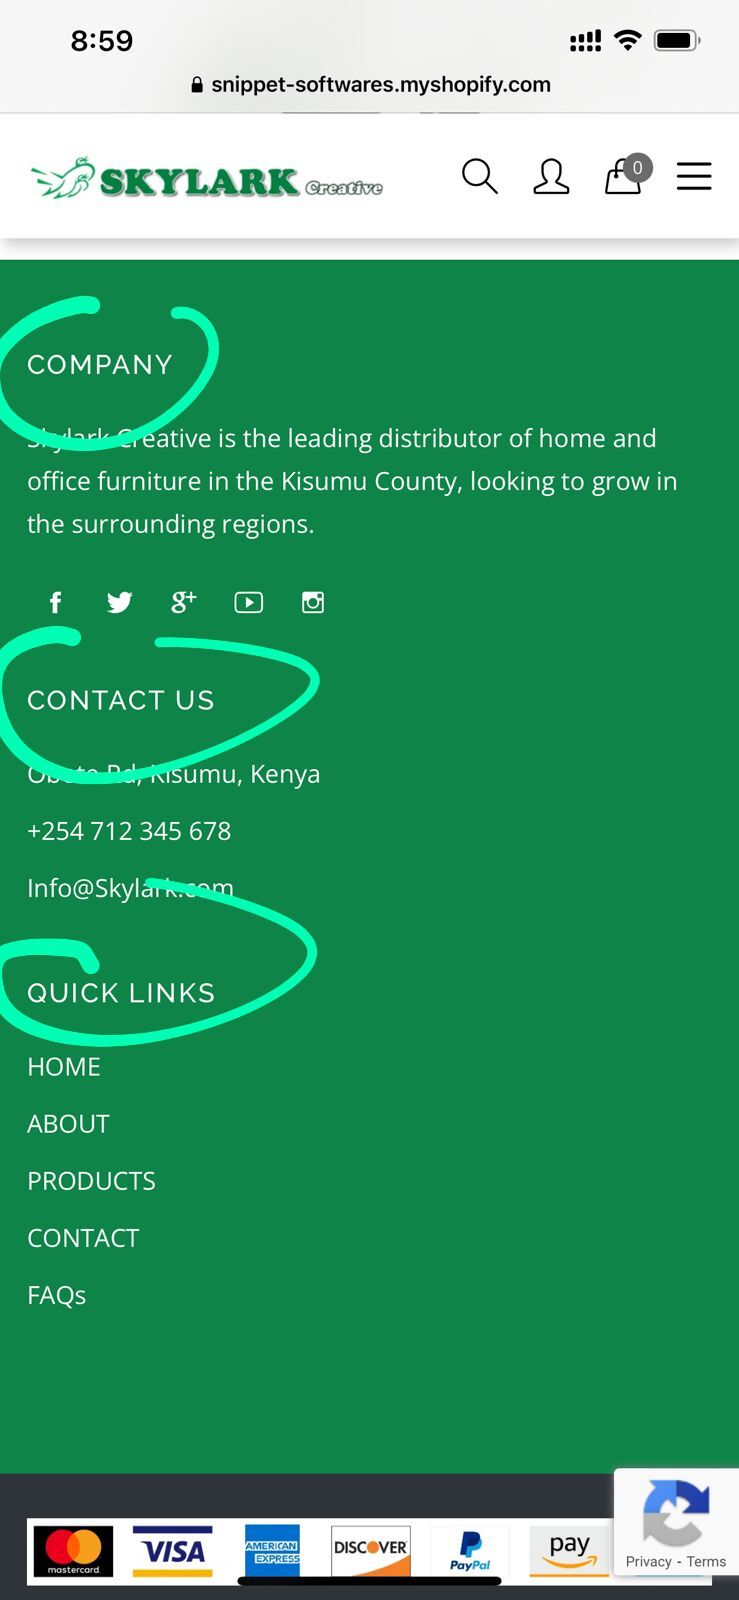 8:59
snippet-softwares.myshopify.com
SKYLARK Creative
0
COMPANY
Skylark Creative is the leading distributor of home and
office furniture in the Kisumu County, looking to grow in
the surrounding regions.
CONTACT US
Obote Rd, Kisumu, Kenya
+254 712 345 678
Info@Skylark.com
QUICK LINKS
HOME
ABOUT
PRODUCTS
CONTACT
FAQs
mastercard VISA AMERICAN EXPRESS DISCOVER PayPal pay
Privacy - Terms